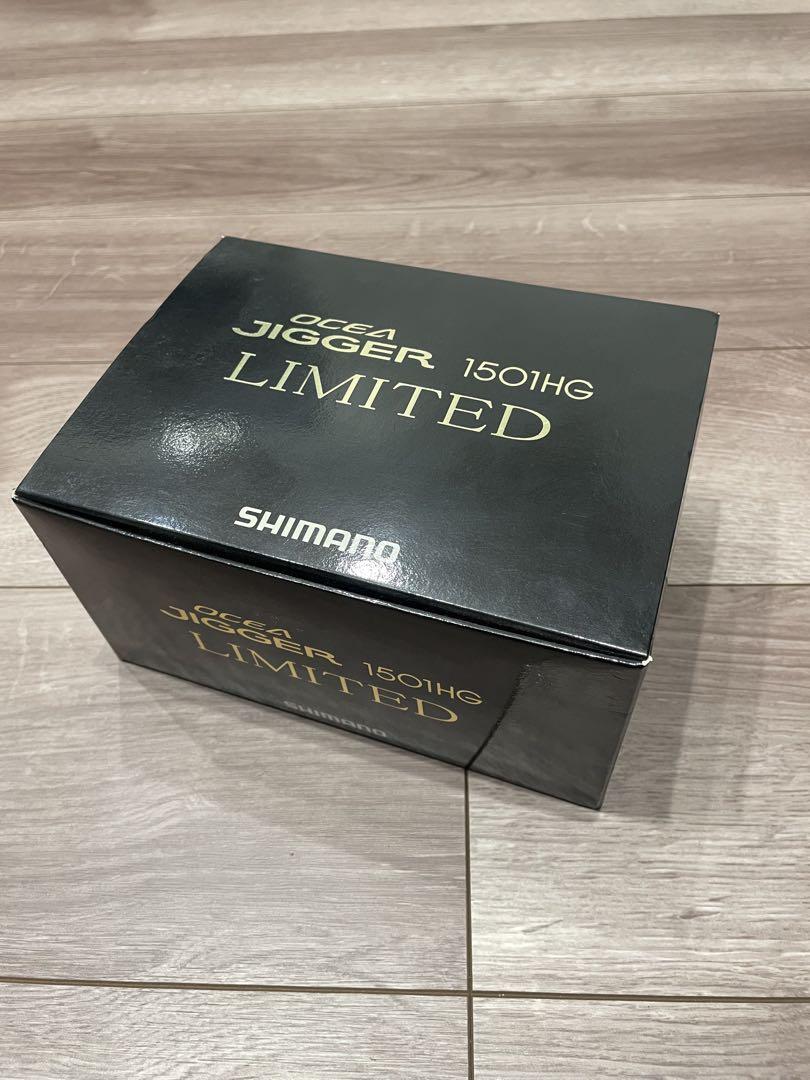 OCEA
JIGGER 1501HG
LIMITED
SHIMANO
OCEA
JIGGER 1501HG
LIMITED
SHIMANO